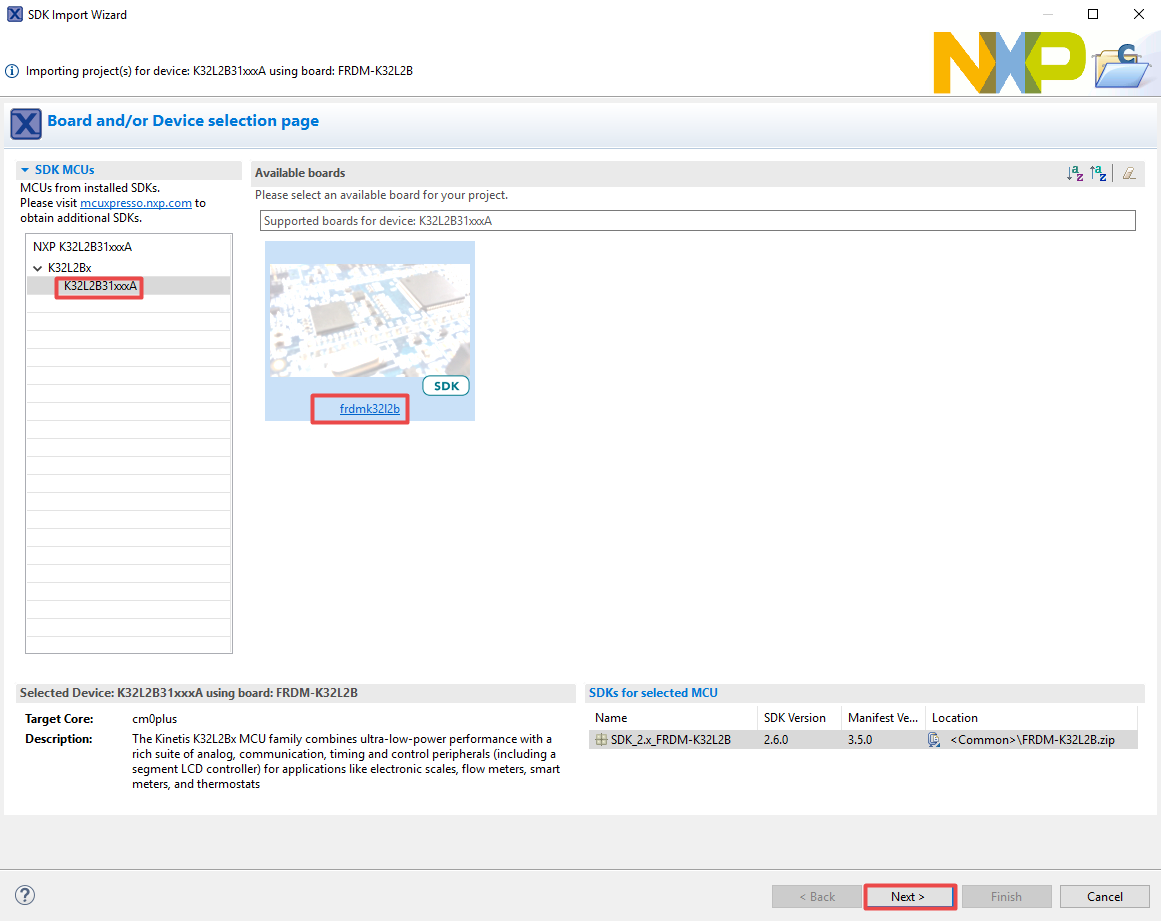 SDK Import Wizard
Importing project(s) for device: K32L2B31xxxA using board: FRDM-K32L2B
NXP
Board and/or Device selection page
SDK MCUs
MCUs from installed SDKs.
Please visit mcuxpresso.nxp.com to
obtain additional SDKs.
NXP K32L2B31xxxA
K32L2Bx
K32L2B31xxxA
Available boards
Please select an available board for your project.
Supported boards for device: K32L2B31xxxA
SDK
frdmk32l2b
Selected Device: K32L2B31xxxA using board: FRDM-K32L2B
Target Core: cm0plus
Description: The Kinetis K32L2Bx MCU family combines ultra-low-power performance with a
rich suite of analog, communication, timing and control peripherals (including a
segment LCD controller) for applications like electronic scales, flow meters, smart
meters, and thermostats
SDKs for selected MCU
Name SDK Version Manifest Ve... Location
SDK_2.x_FRDM-K32L2B 2.6.0 3.5.0 <Common>\FRDM-K32L2B.zip
< Back Next > Finish Cancel